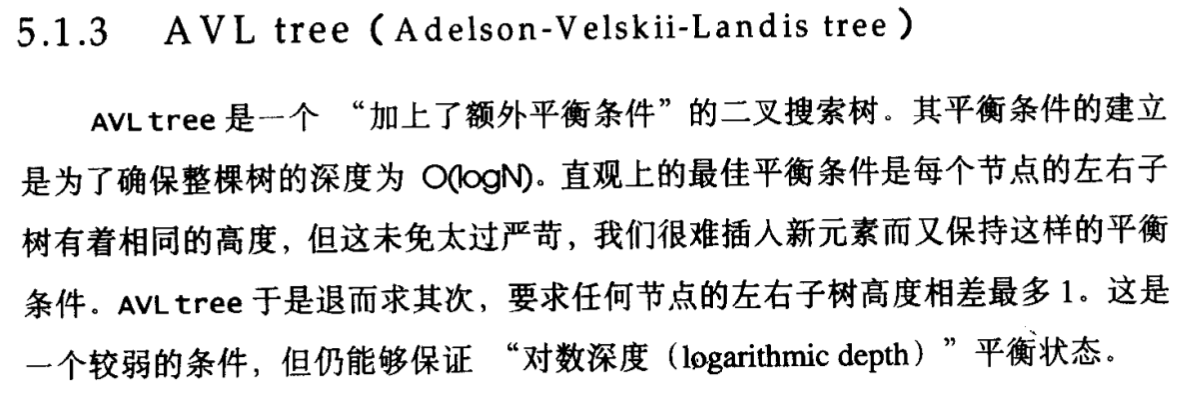 5.1.3 AVL tree（Adelson-Velskii-Landis tree）
AVL tree 是一个 “加上了额外平衡条件”的二叉搜索树。其平衡条件的建立
是为了确保整棵树的深度为 O(logN)。直观上的最佳平衡条件是每个节点的左右子
树有着相同的高度，但这未免太过严苛，我们很难插入新元素而又保持这样的平衡
条件。AVL tree 于是退而求其次，要求任何节点的左右子树高度相差最多 1。这是
一个较弱的条件，但仍能够保证 “对数深度（logarithmic depth）”平衡状态。